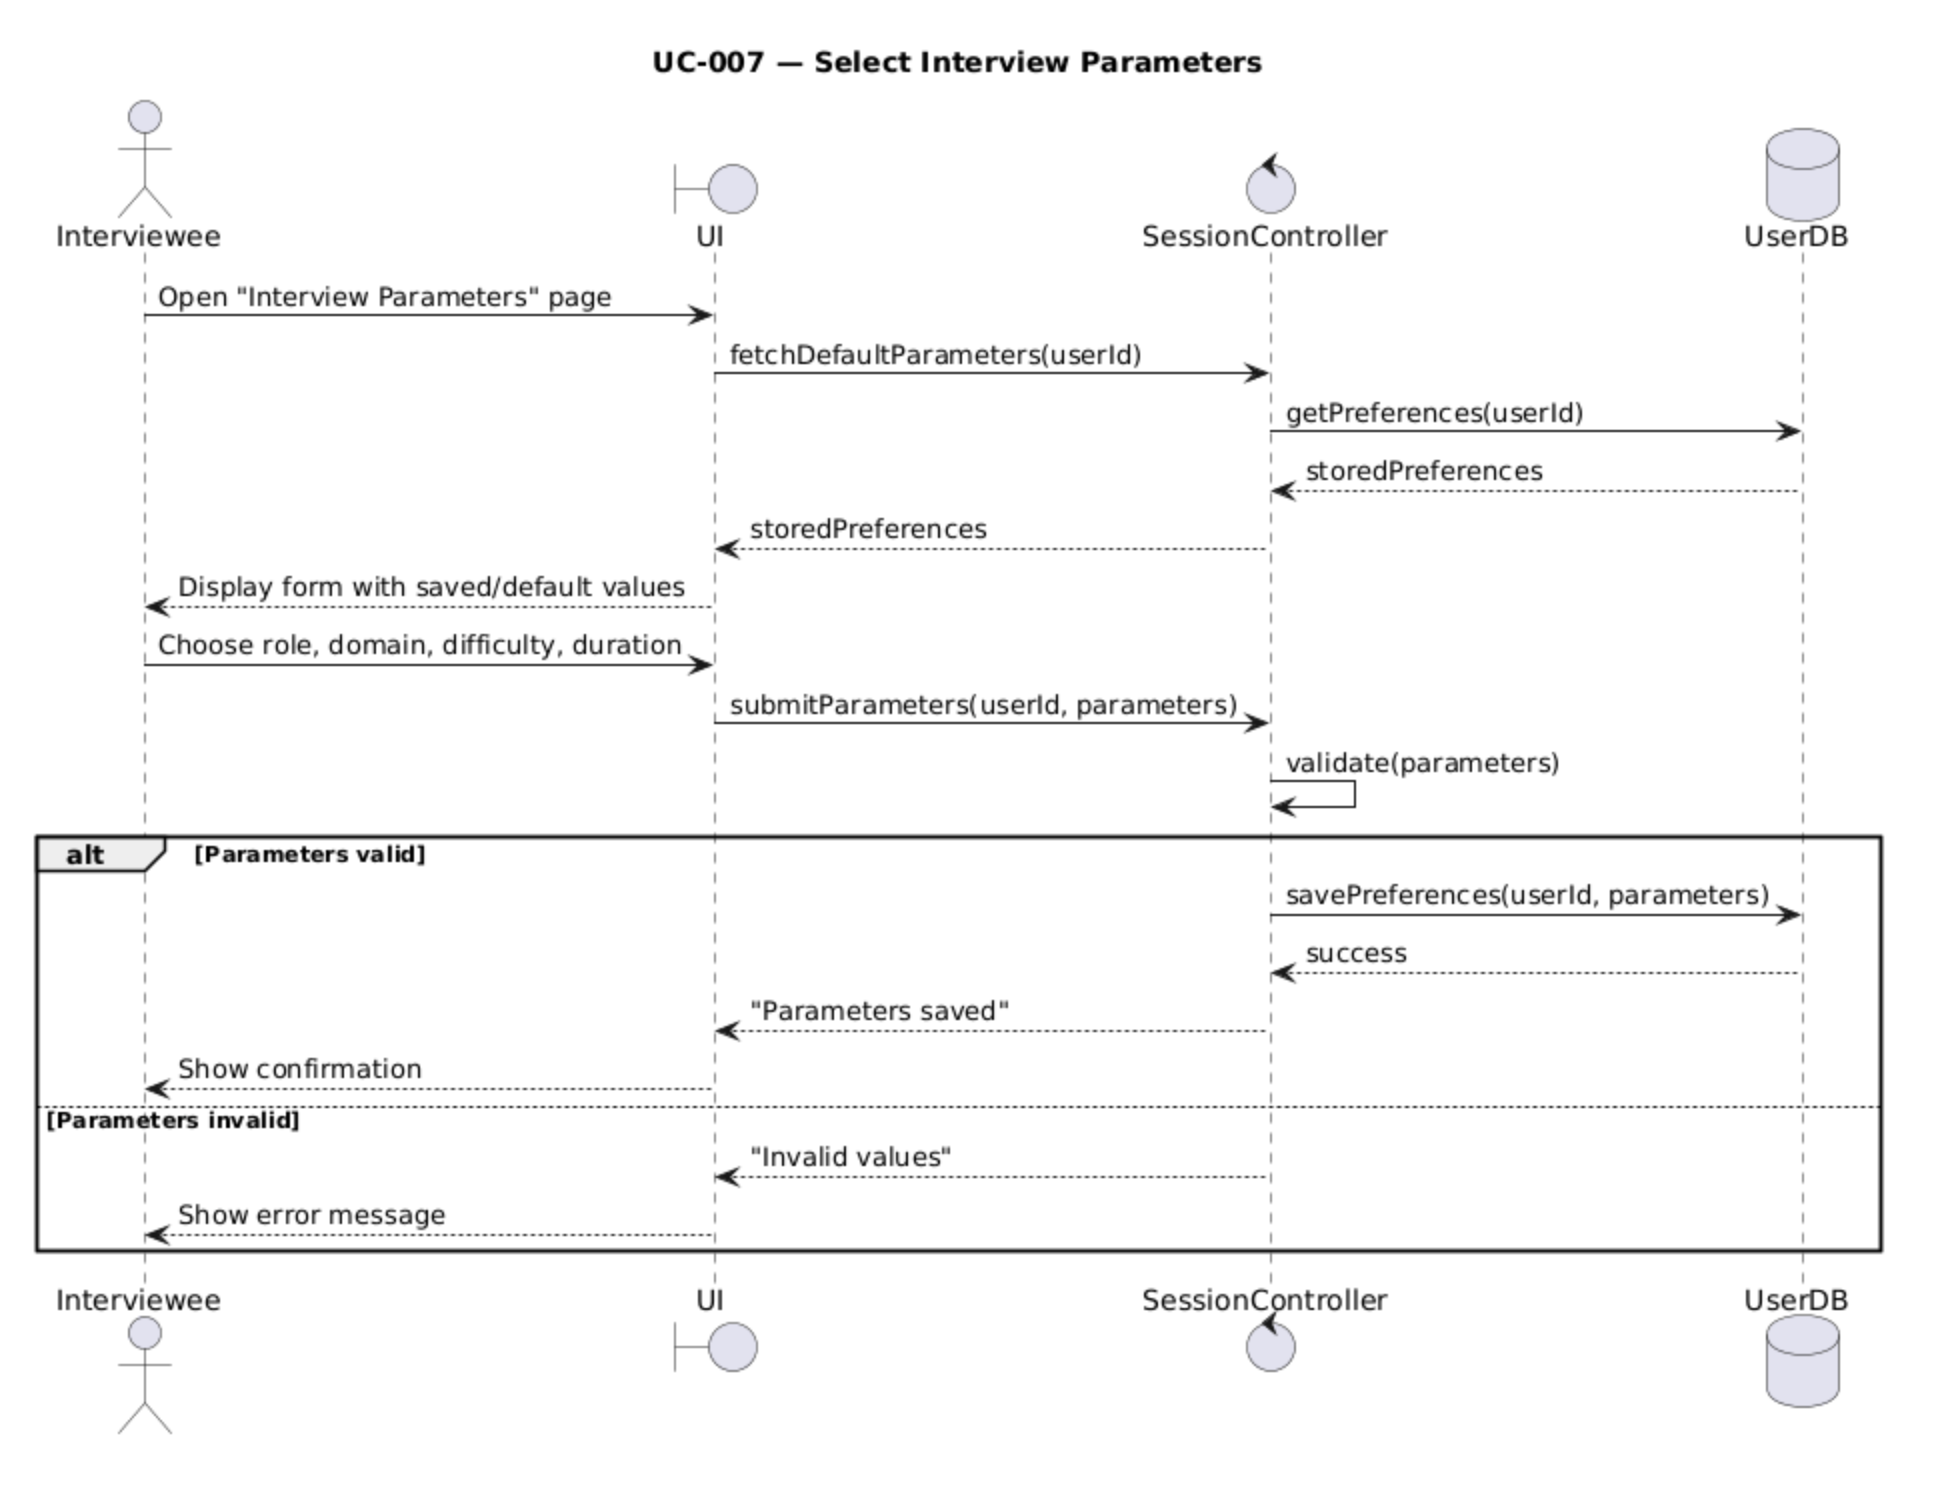 UC-007 — Select Interview Parameters
Interviewee
UI
SessionController
UserDB
Open "Interview Parameters" page
fetchDefaultParameters(userId)
getPreferences(userId)
storedPreferences
storedPreferences
Display form with saved/default values
Choose role, domain, difficulty, duration
submitParameters(userId, parameters)
validate(parameters)
alt
[Parameters valid]
savePreferences(userId, parameters)
success
"Parameters saved"
Show confirmation
[Parameters invalid]
"Invalid values"
Show error message
Interviewee
UI
SessionController
UserDB